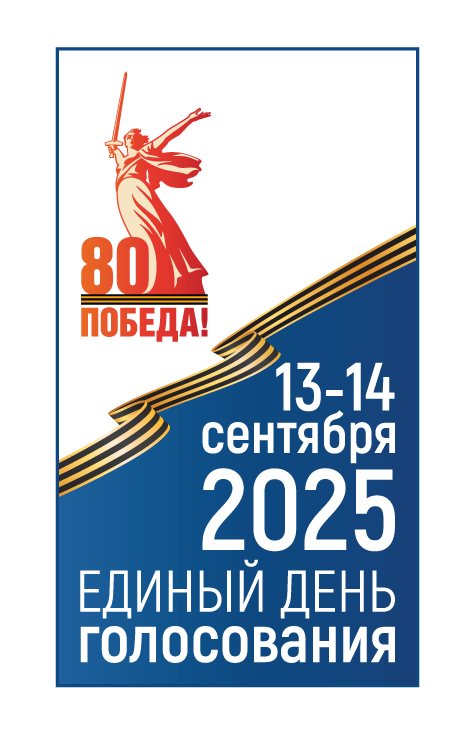 80
ПОБЕДА!
13-14
сентября
2025
ЕДИНЫЙ ДЕНЬ
голосования